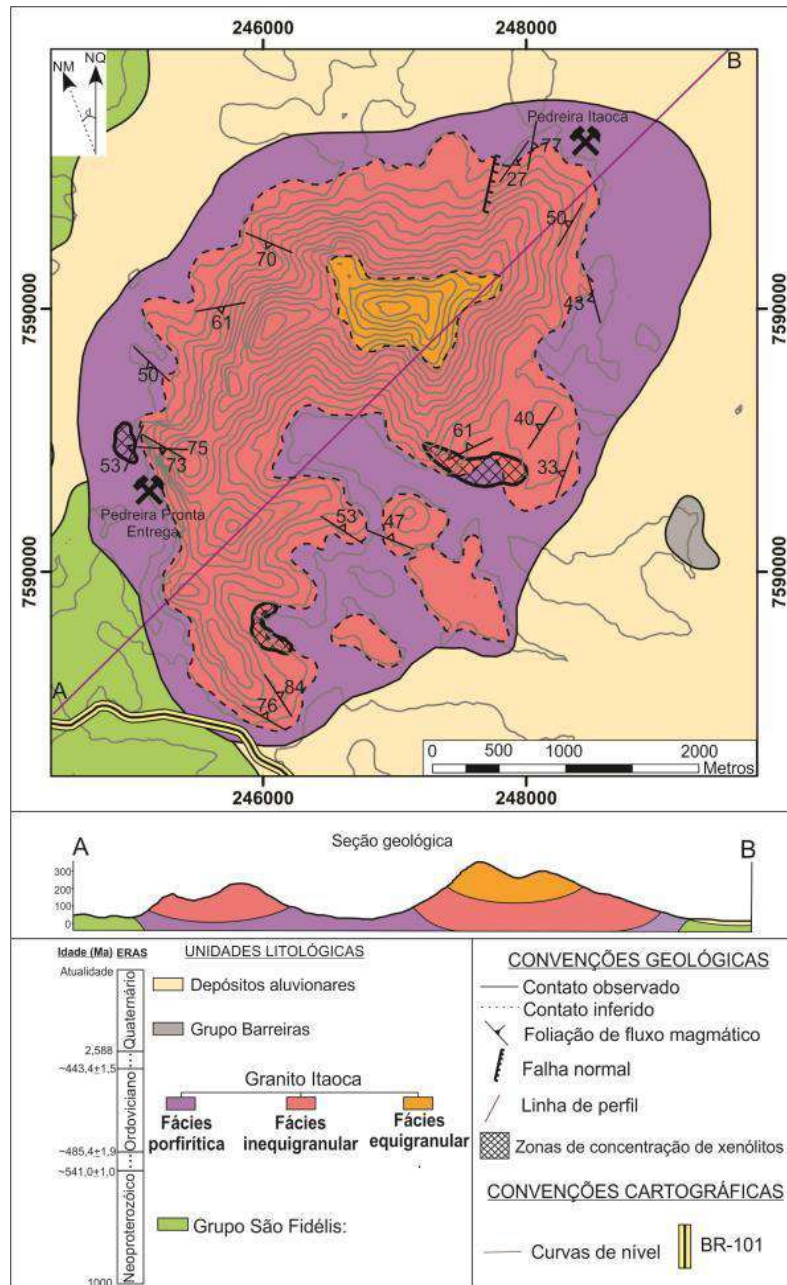 246000 248000
NM NQ
d
B
Pedreira Itaoca
77
27
50
70
43
7590000 7590000
61
50
40
61
75
73
53
33
Pedreira Pronta
Entrega
53
47
7590000 7590000
84
76
A
0 500 1000 2000
Metros
246000 248000
A Seção geológica B
300
200
100
0
Idade (Ma) ERAS UNIDADES LITOLÓGICAS
Atualidade
Quaternário
Depósitos aluvionares
Grupo Barreiras
2,588
~443,4±1,5
Ordoviciano
Granito Itaoca
Fácies porfirítica
Fácies inequigranular
Fácies equigranular
~485,4±1,9
~541,0±1,0
Neoproterozóico
Grupo São Fidélis:
1000
CONVENÇÕES GEOLÓGICAS
Contato observado
Contato inferido
Foliação de fluxo magmático
Falha normal
Linha de perfil
Zonas de concentração de xenólitos
CONVENÇÕES CARTOGRÁFICAS
Curvas de nível BR-101